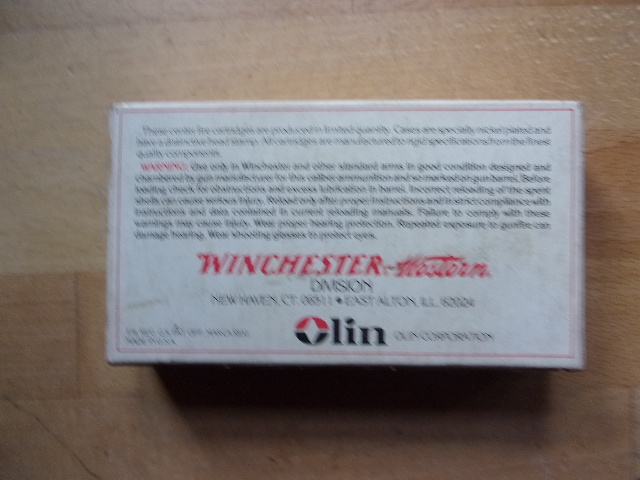 These center fire cartridges are produced in limited quantity. Cases are specially nickel plated and
have a distinctive head stamp. All cartridges are manufactured to rigid specifications from the finest
quality components.
WARNING: Use only in Winchester and other standard arms in good condition designed and
chambered by gun manufacturer for this caliber ammunition and so marked on gun barrel. Before
loading check for obstructions and excess lubrication in barrel. Incorrect reloading of the spent
shells can cause serious injury. Reload only after proper instructions and in strict compliance with
instructions and data contained in current reloading manuals. Failure to comply with these
warnings may cause injury. Wear proper hearing protection. Repeated exposure to gunfire can
damage hearing. Wear shooting glasses to protect eyes.
WINCHESTER-Western
DIVISION
NEW HAVEN, CT. 06511 • EAST ALTON, ILL. 62024
Olin OLIN CORPORATION
MADE IN U.S.A.